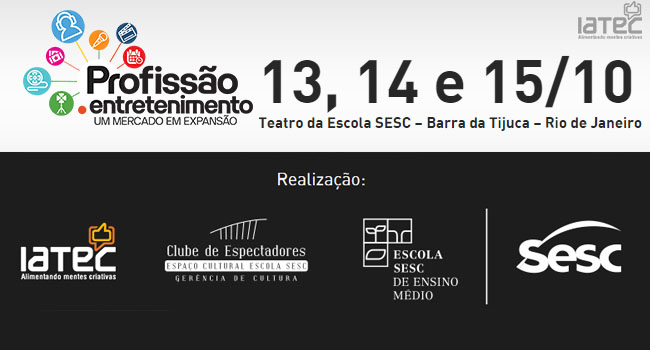 IATEC
Alimentando mentes criativas
Profissão
entretenimento
UM MERCADO EM EXPANSÃO
13, 14 e 15/10
Teatro da Escola SESC – Barra da Tijuca – Rio de Janeiro
Realização:
IATEC
Alimentando mentes criativas
Clube de Espectadores
ESPAÇO CULTURAL ESCOLA SESC
GERÊNCIA DE CULTURA
ESCOLA
SESC
DE ENSINO
MÉDIO
Sesc